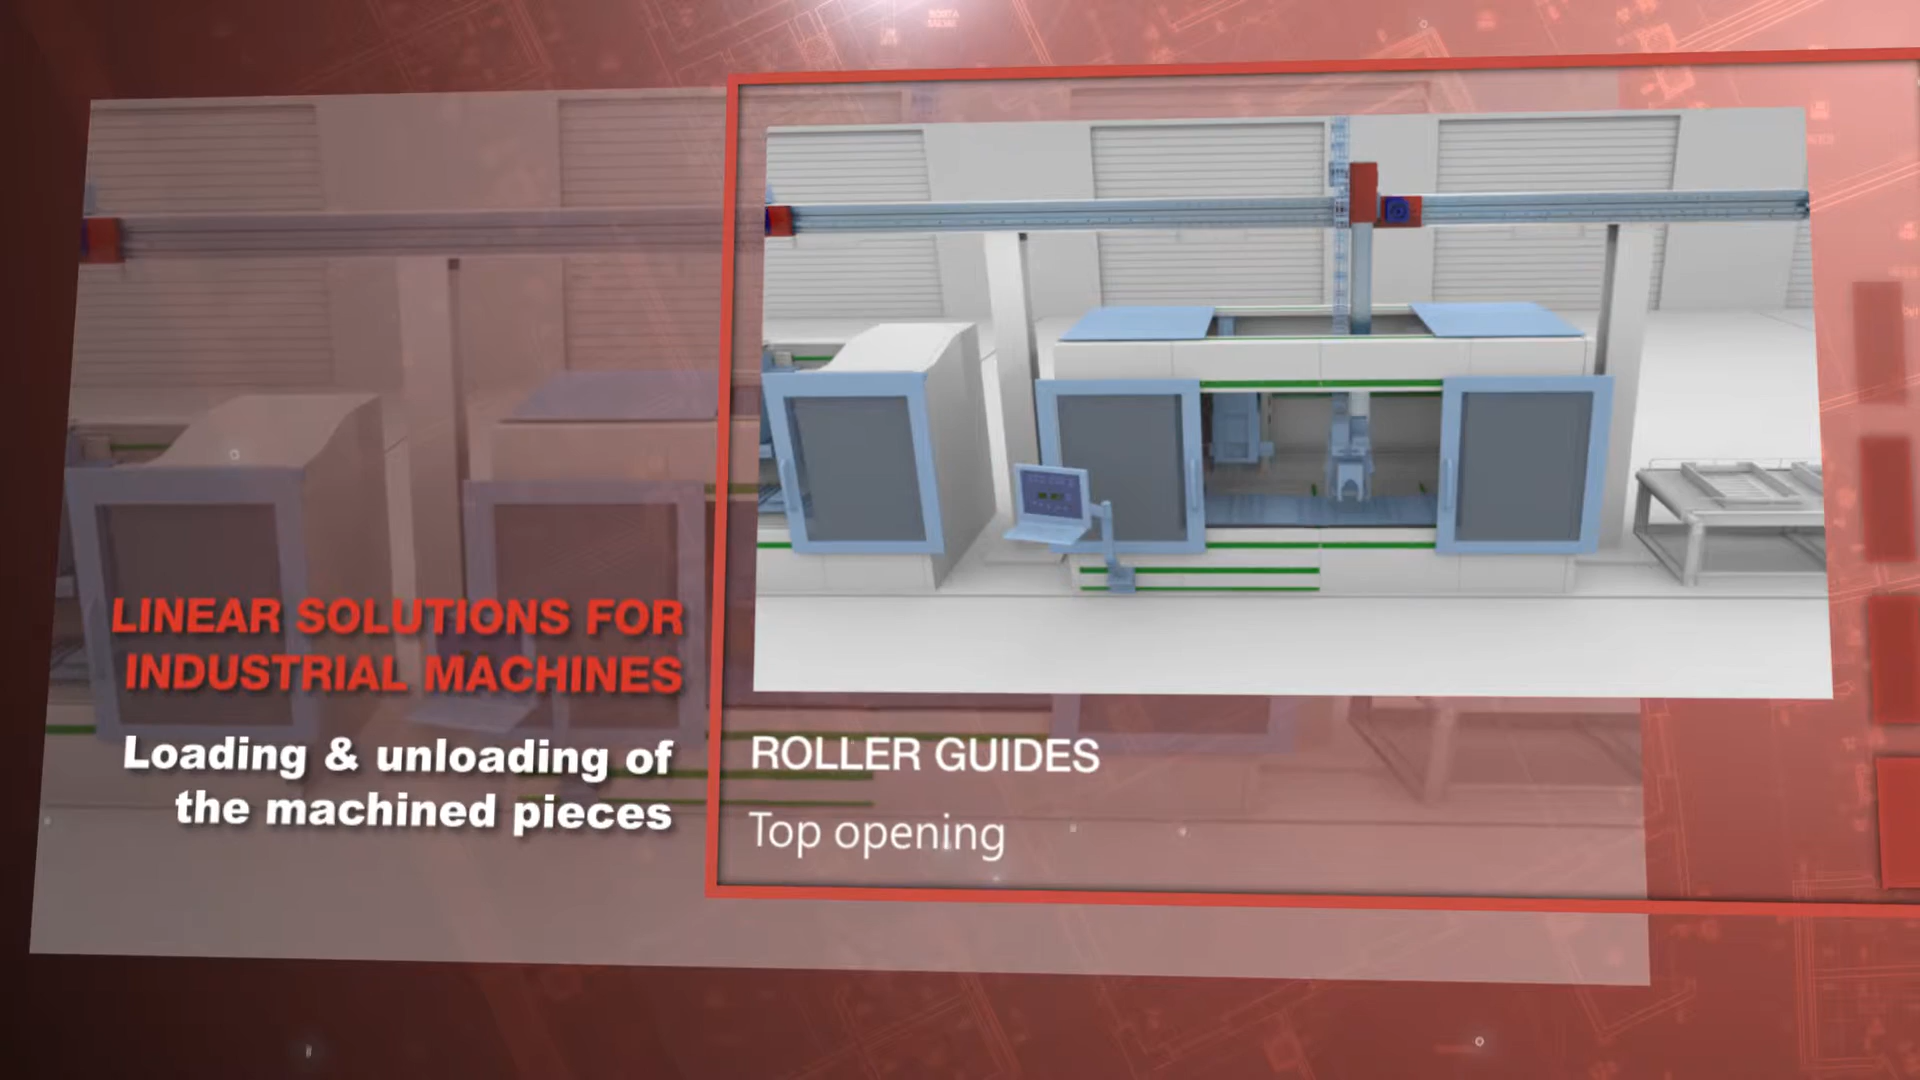 LINEAR SOLUTIONS FOR
INDUSTRIAL MACHINES
Loading & unloading of
the machined pieces
ROLLER GUIDES
Top opening